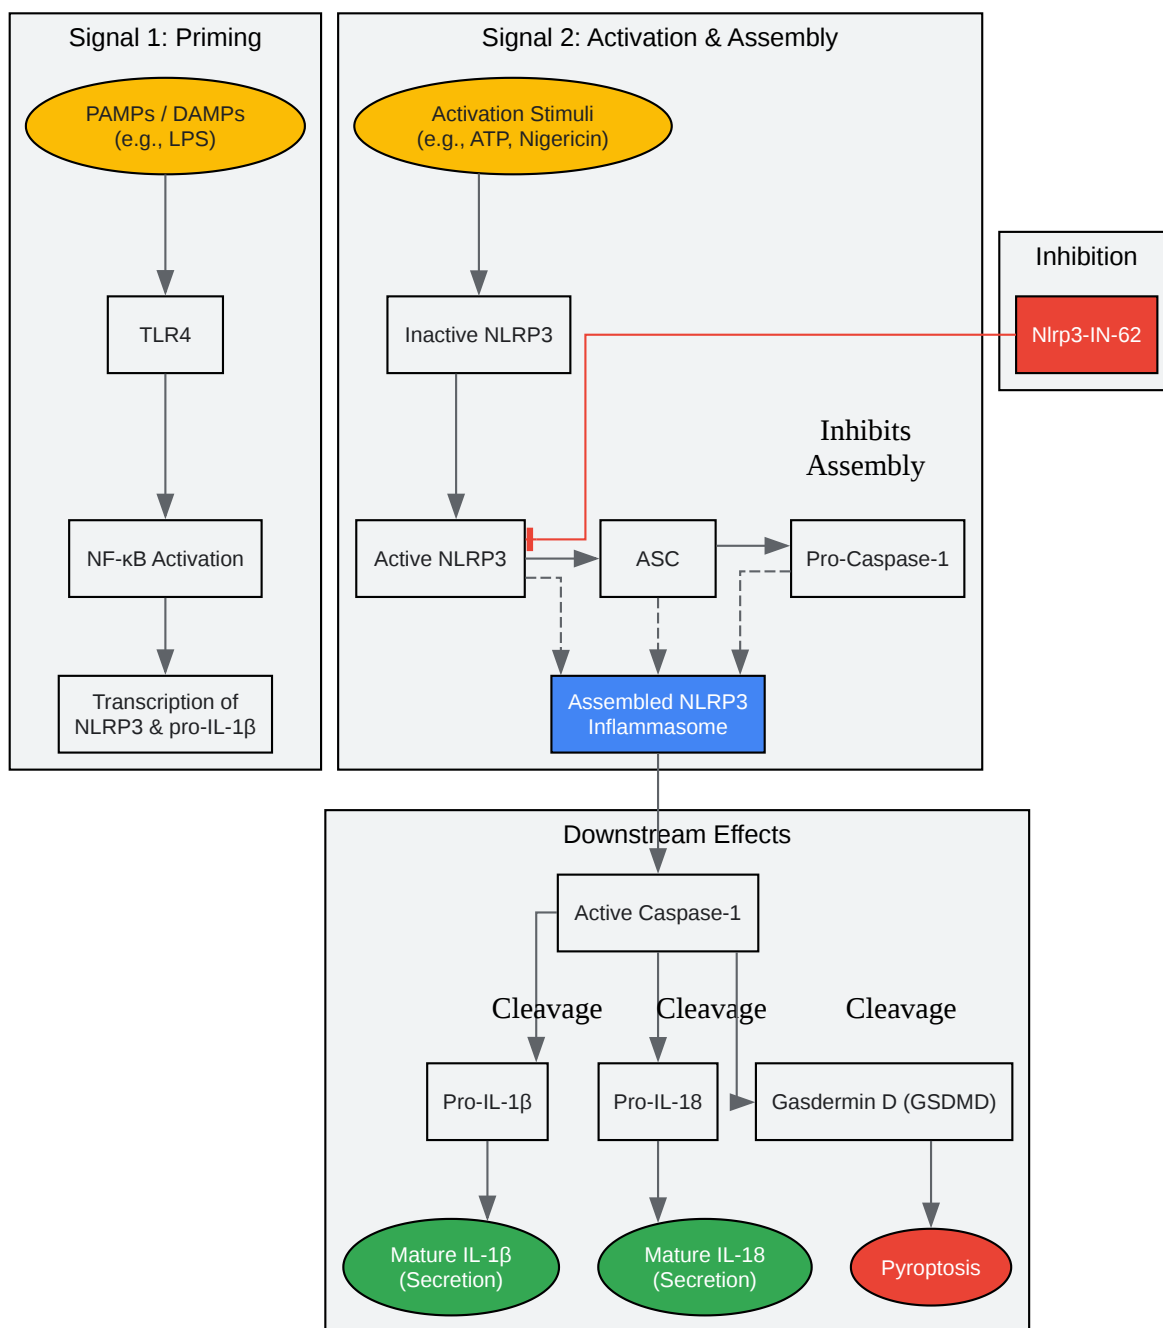 Signal 1: Priming
PAMPs / DAMPs
(e.g., LPS)
TLR4
NF-κB Activation
Transcription of
NLRP3 & pro-IL-1β
Signal 2: Activation & Assembly
Activation Stimuli
(e.g., ATP, Nigericin)
Inactive NLRP3
Inhibits
Assembly
Active NLRP3
ASC
Pro-Caspase-1
Assembled NLRP3
Inflammasome
Inhibition
Nlrp3-IN-62
Downstream Effects
Active Caspase-1
Cleavage
Cleavage
Cleavage
Pro-IL-1β
Pro-IL-18
Gasdermin D (GSDMD)
Mature IL-1β
(Secretion)
Mature IL-18
(Secretion)
Pyroptosis